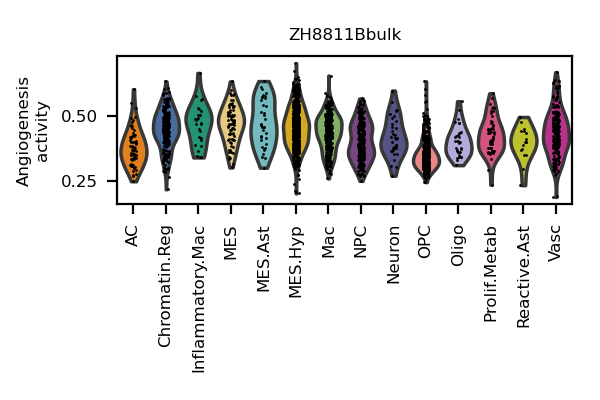 ZH8811Bbulk
Angiogenesis
activity
0.50
0.25
AC
Chromatin.Reg
Inflammatory.Mac
MES
MES.Ast
MES.Hyp
Mac
NPC
Neuron
OPC
Oligo
Prolif.Metab
Reactive.Ast
Vasc